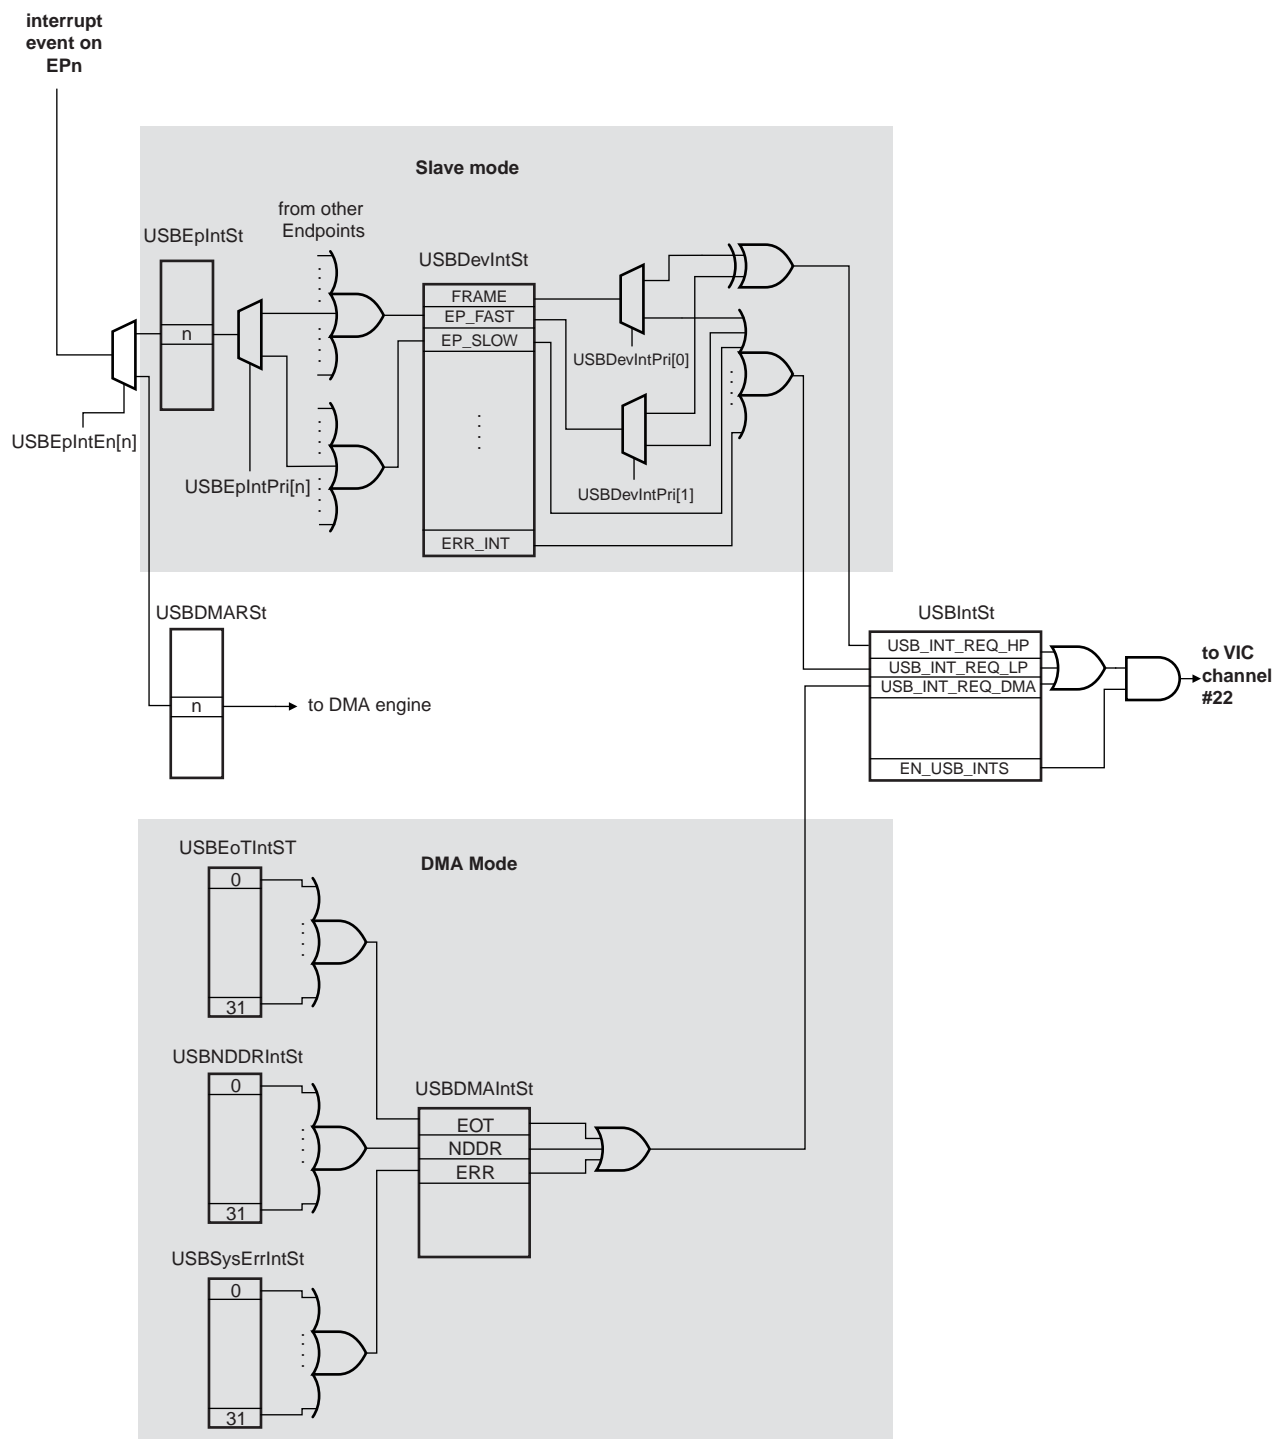 interrupt
event on
EPn
Slave mode
from other
Endpoints
USBEpIntSt
n
USBDevIntSt
FRAME
EP_FAST
EP_SLOW
ERR_INT
USBDevIntPri[0]
USBDevIntPri[1]
USBEpIntEn[n]
USBEpIntPri[n]
USBDMARSt
n
to DMA engine
USBIntSt
USB_INT_REQ_HP
USB_INT_REQ_LP
USB_INT_REQ_DMA
EN_USB_INTS
to VIC
channel
#22
DMA Mode
USBEoTIntST
0
31
USBNDDRIntSt
0
31
USBDMAIntSt
EOT
NDDR
ERR
USBSysErrIntSt
0
31